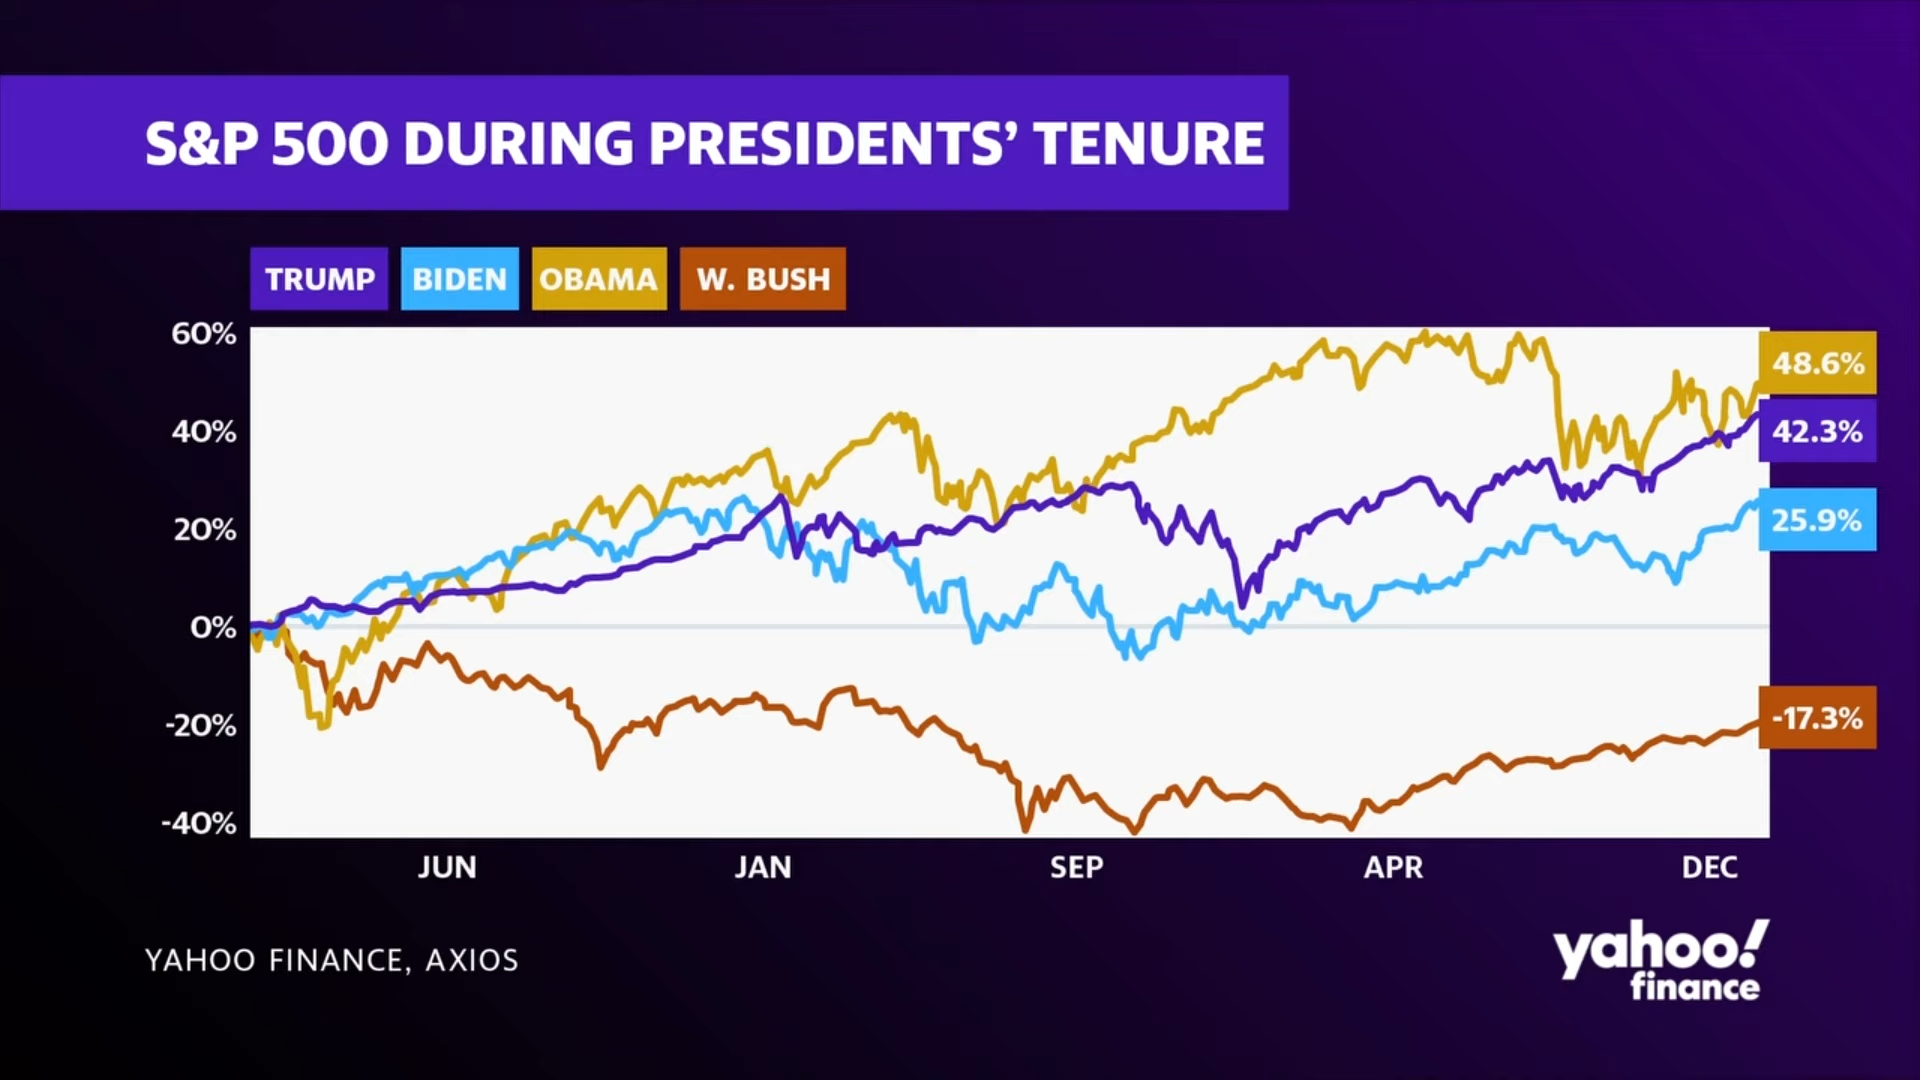 S&P 500 DURING PRESIDENTS’ TENURE
TRUMP BIDEN OBAMA W. BUSH
60%
40%
20%
0%
-20%
-40%
48.6%
42.3%
25.9%
-17.3%
JUN JAN SEP APR DEC
YAHOO FINANCE, AXIOS
yahoo!
finance